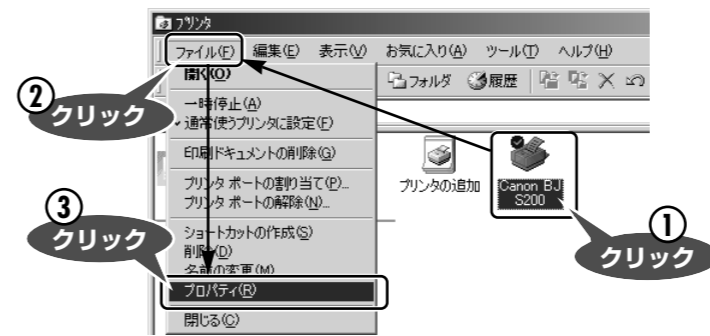 プリンタ
ファイル(F) 編集(E) 表示(V) お気に入り(A) ツール(T) ヘルプ(H)
開く(O)
フォルダ 履歴
② クリック
一時停止(A)
通常使うプリンタに設定(F)
印刷ドキュメントの削除(G)
プリンタ ポートの割り当て(P)...
プリンタ ポートの解除(N)...
プリンタの追加
Canon BJ
S200
① クリック
③ クリック
ショートカットの作成(S)
削除(D)
名前の変更(M)
プロパティ(R)
閉じる(C)